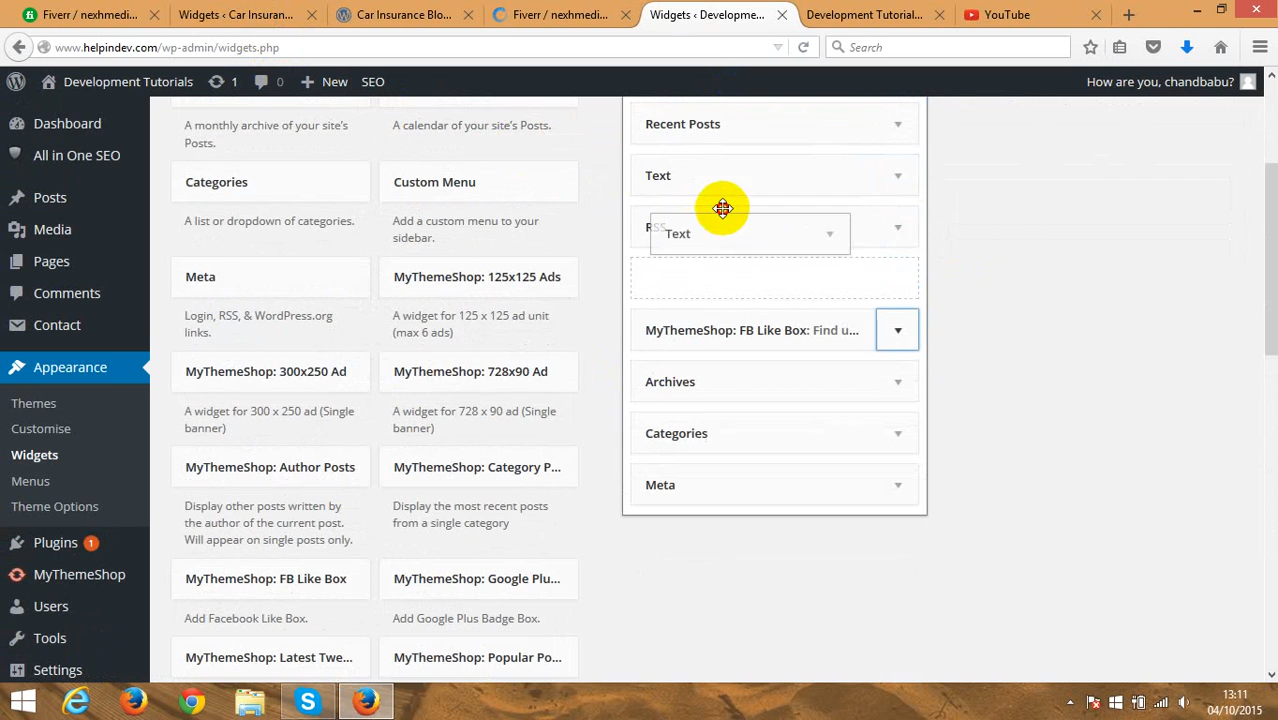 Fiverr / nexhmedi...
Widgets ‹ Car Insuran...
Car Insurance Blo...
Fiverr / nexhmedi...
Widgets ‹ Developme...
Development Tutorial...
YouTube
www.helpindev.com/wp-admin/widgets.php
Search
Development Tutorials
1
0
New
SEO
How are you, chandbabu?
Dashboard
All in One SEO
Posts
Media
Pages
Comments
Contact
Appearance
Themes
Customise
Widgets
Menus
Theme Options
Plugins 1
MyThemeShop
Users
Tools
Settings
A monthly archive of your site's
Posts.
A calendar of your site's Posts.
Categories
Custom Menu
A list or dropdown of categories.
Add a custom menu to your
sidebar.
Meta
MyThemeShop: 125x125 Ads
Login, RSS, & WordPress.org
links.
A widget for 125 x 125 ad unit
(max 6 ads)
MyThemeShop: 300x250 Ad
MyThemeShop: 728x90 Ad
A widget for 300 x 250 ad (Single
banner)
A widget for 728 x 90 ad (Single
banner)
MyThemeShop: Author Posts
MyThemeShop: Category P...
Display other posts written by
the author of the current post.
Will appear on single posts only.
Display the most recent posts
from a single category
MyThemeShop: FB Like Box
MyThemeShop: Google Plu...
Add Facebook Like Box.
Add Google Plus Badge Box.
MyThemeShop: Latest Twe...
MyThemeShop: Popular Po...
Recent Posts
Text
RSS
Text
MyThemeShop: FB Like Box: Find u...
Archives
Categories
Meta
13:11
04/10/2015